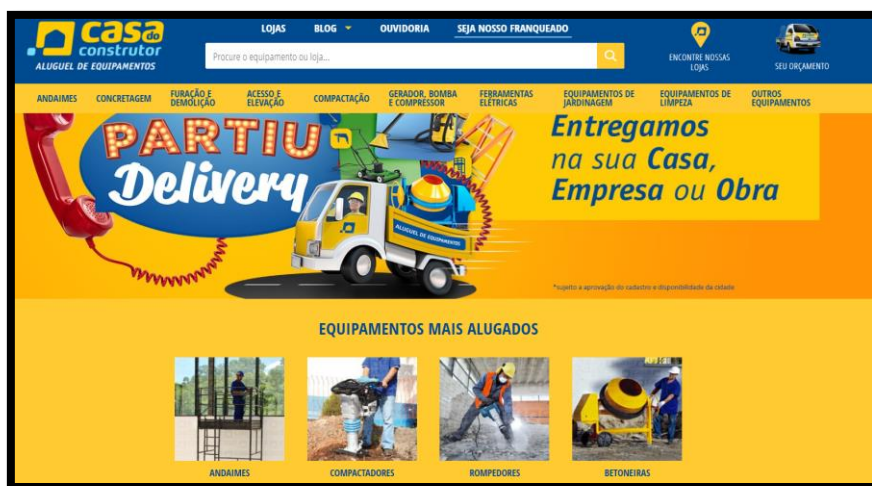 casa do
construtor
ALUGUEL DE EQUIPAMENTOS
LOJAS
BLOG
OUVIDORIA
SEJA NOSSO FRANQUEADO
Procure o equipamento ou loja...
ENCONTRE NOSSAS
LOJAS
SEU ORÇAMENTO
ANDAIMES
CONCRETAGEM
FURAÇÃO E
DEMOLIÇÃO
ACESSO E
ELEVAÇÃO
COMPACTAÇÃO
GERADOR, BOMBA
E COMPRESSOR
FERRAMENTAS
ELÉTRICAS
EQUIPAMENTOS DE
JARDINAGEM
EQUIPAMENTOS DE
LIMPEZA
OUTROS
EQUIPAMENTOS
PARTIU
Delivery
ALUGUEL DE EQUIPAMENTOS
Entregamos
na sua Casa,
Empresa ou Obra
*sujeito a aprovação do cadastro e disponibilidade da cidade
EQUIPAMENTOS MAIS ALUGADOS
ANDAIMES
COMPACTADORES
ROMPEDORES
BETONEIRAS